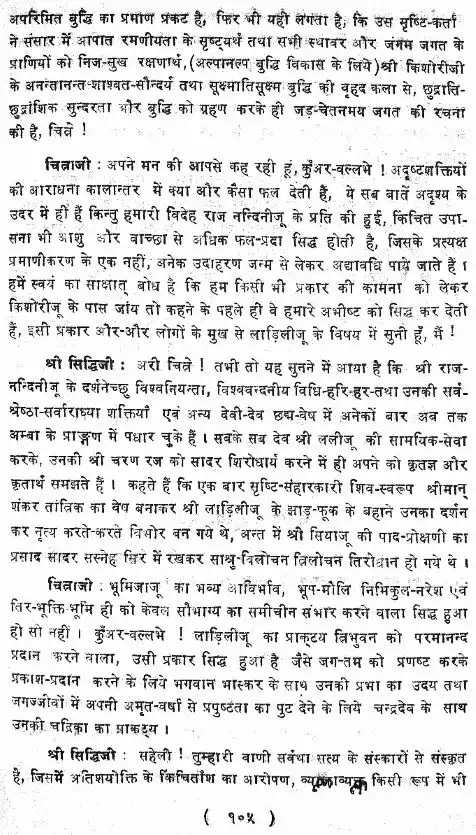 अपरिमित बुद्धि का प्रमाण प्रकट है, फिर भी यही लगता है, कि उस सृष्टि-कर्ता
ने संसार में आपात रमणीयता के सृष्ट्यर्थ तथा सभी स्थावर और जंगम जगत के
प्राणियों को निज-सुख रक्षणार्थ, (अल्पानल्प बुद्धि विकास के लिये) श्री किशोरीजी
के अनन्तानन्त-शाश्वत-सौन्दर्य तथा सूक्ष्मातिसूक्ष्म बुद्धि की वृहद कला से, छुद्राति-
छुद्रांशिक सुन्दरता और बुद्धि को ग्रहण करके ही जड़-चेतनमय जगत की रचना
की है, चित्रे !
चित्राजी : अपने मन की आपसे कह रही हूं, कुँअर-वल्लभे ! अदृष्टशक्तियों
की आराधना कालान्तर में क्या और कैसा फल देती हैं, ये सब बातें अदृश्य के
उदर में ही हैं किन्तु हमारी विदेह राज नन्दिनीजू के प्रति की हुई, किंचित उपा-
सना भी आशु और वाच्छा से अधिक फल-प्रदा सिद्ध होती है, जिसके प्रत्यक्ष
प्रमाणीकरण के एक नहीं, अनेक उदाहरण जन्म से लेकर अद्यावधि पाये जाते हैं ।
हमें स्वयं का साक्षात् बोध है कि हम किसी भी प्रकार की कामना को लेकर
किशोरीजू के पास जांय तो कहने के पहले ही वे हमारे अभीष्ट को सिद्ध कर देती
हैं, इसी प्रकार और-और लोगों के मुख से लाड़िलीजू के विषय में सुनी हूँ, मैं !
श्री सिद्धिजी : अरी चित्रे ! तभी तो यह सुनने में आया है कि श्री राज-
नन्दिनीजू के दर्शनेच्छु विश्वनियन्ता, विश्ववन्दनीय विधि-हरि-हर-तथा उनकी सर्व-
श्रेष्ठा-सर्वाराध्या शक्तियां एवं अन्य देवी-देव छद्म-वेष में अनेकों बार अब तक
अम्बा के प्राङ्गण में पधार चुके हैं । सबके सब देव श्री ललीजू की सामयिक-सेवा
करके, उनकी श्री चरण रज को सादर शिरोधार्य करने में ही अपने को कृतज्ञ और
कृतार्थ समझते हैं । कहते हैं कि एक बार सृष्टि-संहारकारी शिव-स्वरूप श्रीमान्
शंकर तांत्रिक का वेष बनाकर श्री लाड़िलीजू के झाड़-फूक के बहाने उनका दर्शन
कर नृत्य करते-करते विभोर बन गये थे, अन्त में श्री सियाजू की पाद-प्रोक्षणी का
प्रसाद सादर सस्नेह सिर में रखकर साश्रु-विलोचन त्रिलोचन तिरोधान हो गये थे ।
चित्राजी : भूमिजाजू का भव्य आविर्भाव, भूप-मौलि निमिकुल-नरेश एवं
तिर-भुक्ति-भूमि ही को केवल सौभाग्य का समीचीन संभार करने वाला सिद्ध हुआ
हो सो नहीं । कुँअर-वल्लभे ! लाड़िलीजू का प्राकट्य त्रिभुवन को परमानन्द
प्रदान करने वाला, उसी प्रकार सिद्ध हुआ है जैसे जग-तम को प्रणष्ट करके
प्रकाश-प्रदान करने के लिये भगवान भास्कर के साथ उनकी प्रभा का उदय तथा
जगज्जीवों में अपनी अमृत-वर्षा से प्रपुष्टता का पुट देने के लिये चन्द्रदेव के साथ
उनकी चंद्रिका का प्राकट्य ।
श्री सिद्धिजी : सहेली ! तुम्हारी वाणी सर्वथा सत्य के संस्कारों से संस्कृत
है, जिसमें अतिशयोक्ति के किंचितांश का आरोपण, किसी रूप में भी
( १०५ )